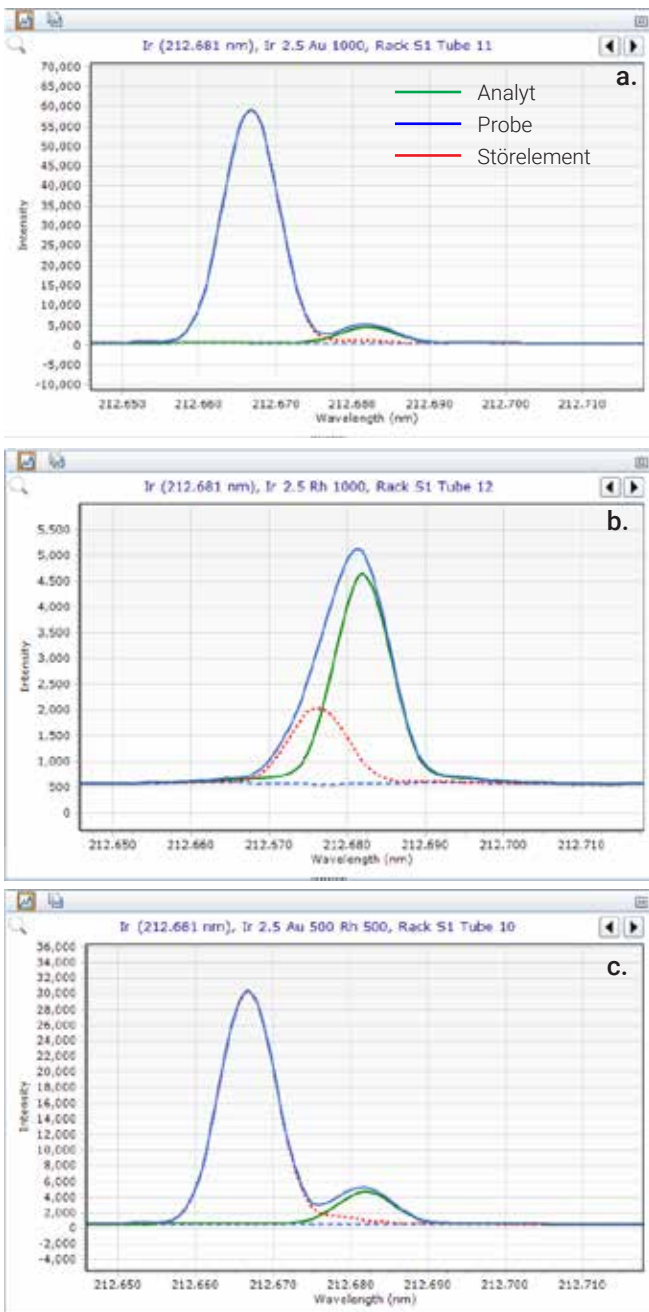 Ir (212.681 nm), Ir 2.5 Au 1000, Rack S1 Tube 11
a.
Analyt
Probe
Störelement
70,000
65,000
60,000
55,000
50,000
45,000
40,000
35,000
30,000
25,000
20,000
15,000
10,000
5,000
0
-5,000
-10,000
Intensity
212.650 212.660 212.670 212.680 212.690 212.700 212.710
Wavelength (nm)
Ir (212.681 nm), Ir 2.5 Rh 1000, Rack S1 Tube 12
b.
5,500
5,000
4,500
4,000
3,500
3,000
2,500
2,000
1,500
1,000
500
0
Intensity
212.650 212.660 212.670 212.680 212.690 212.700 212.710
Wavelength (nm)
Ir (212.681 nm), Ir 2.5 Au 500 Rh 500, Rack S1 Tube 10
c.
36,000
34,000
32,000
30,000
28,000
26,000
24,000
22,000
20,000
18,000
16,000
14,000
12,000
10,000
8,000
6,000
4,000
2,000
0
-2,000
-4,000
Intensity
212.650 212.660 212.670 212.680 212.690 212.700 212.710
Wavelength (nm)